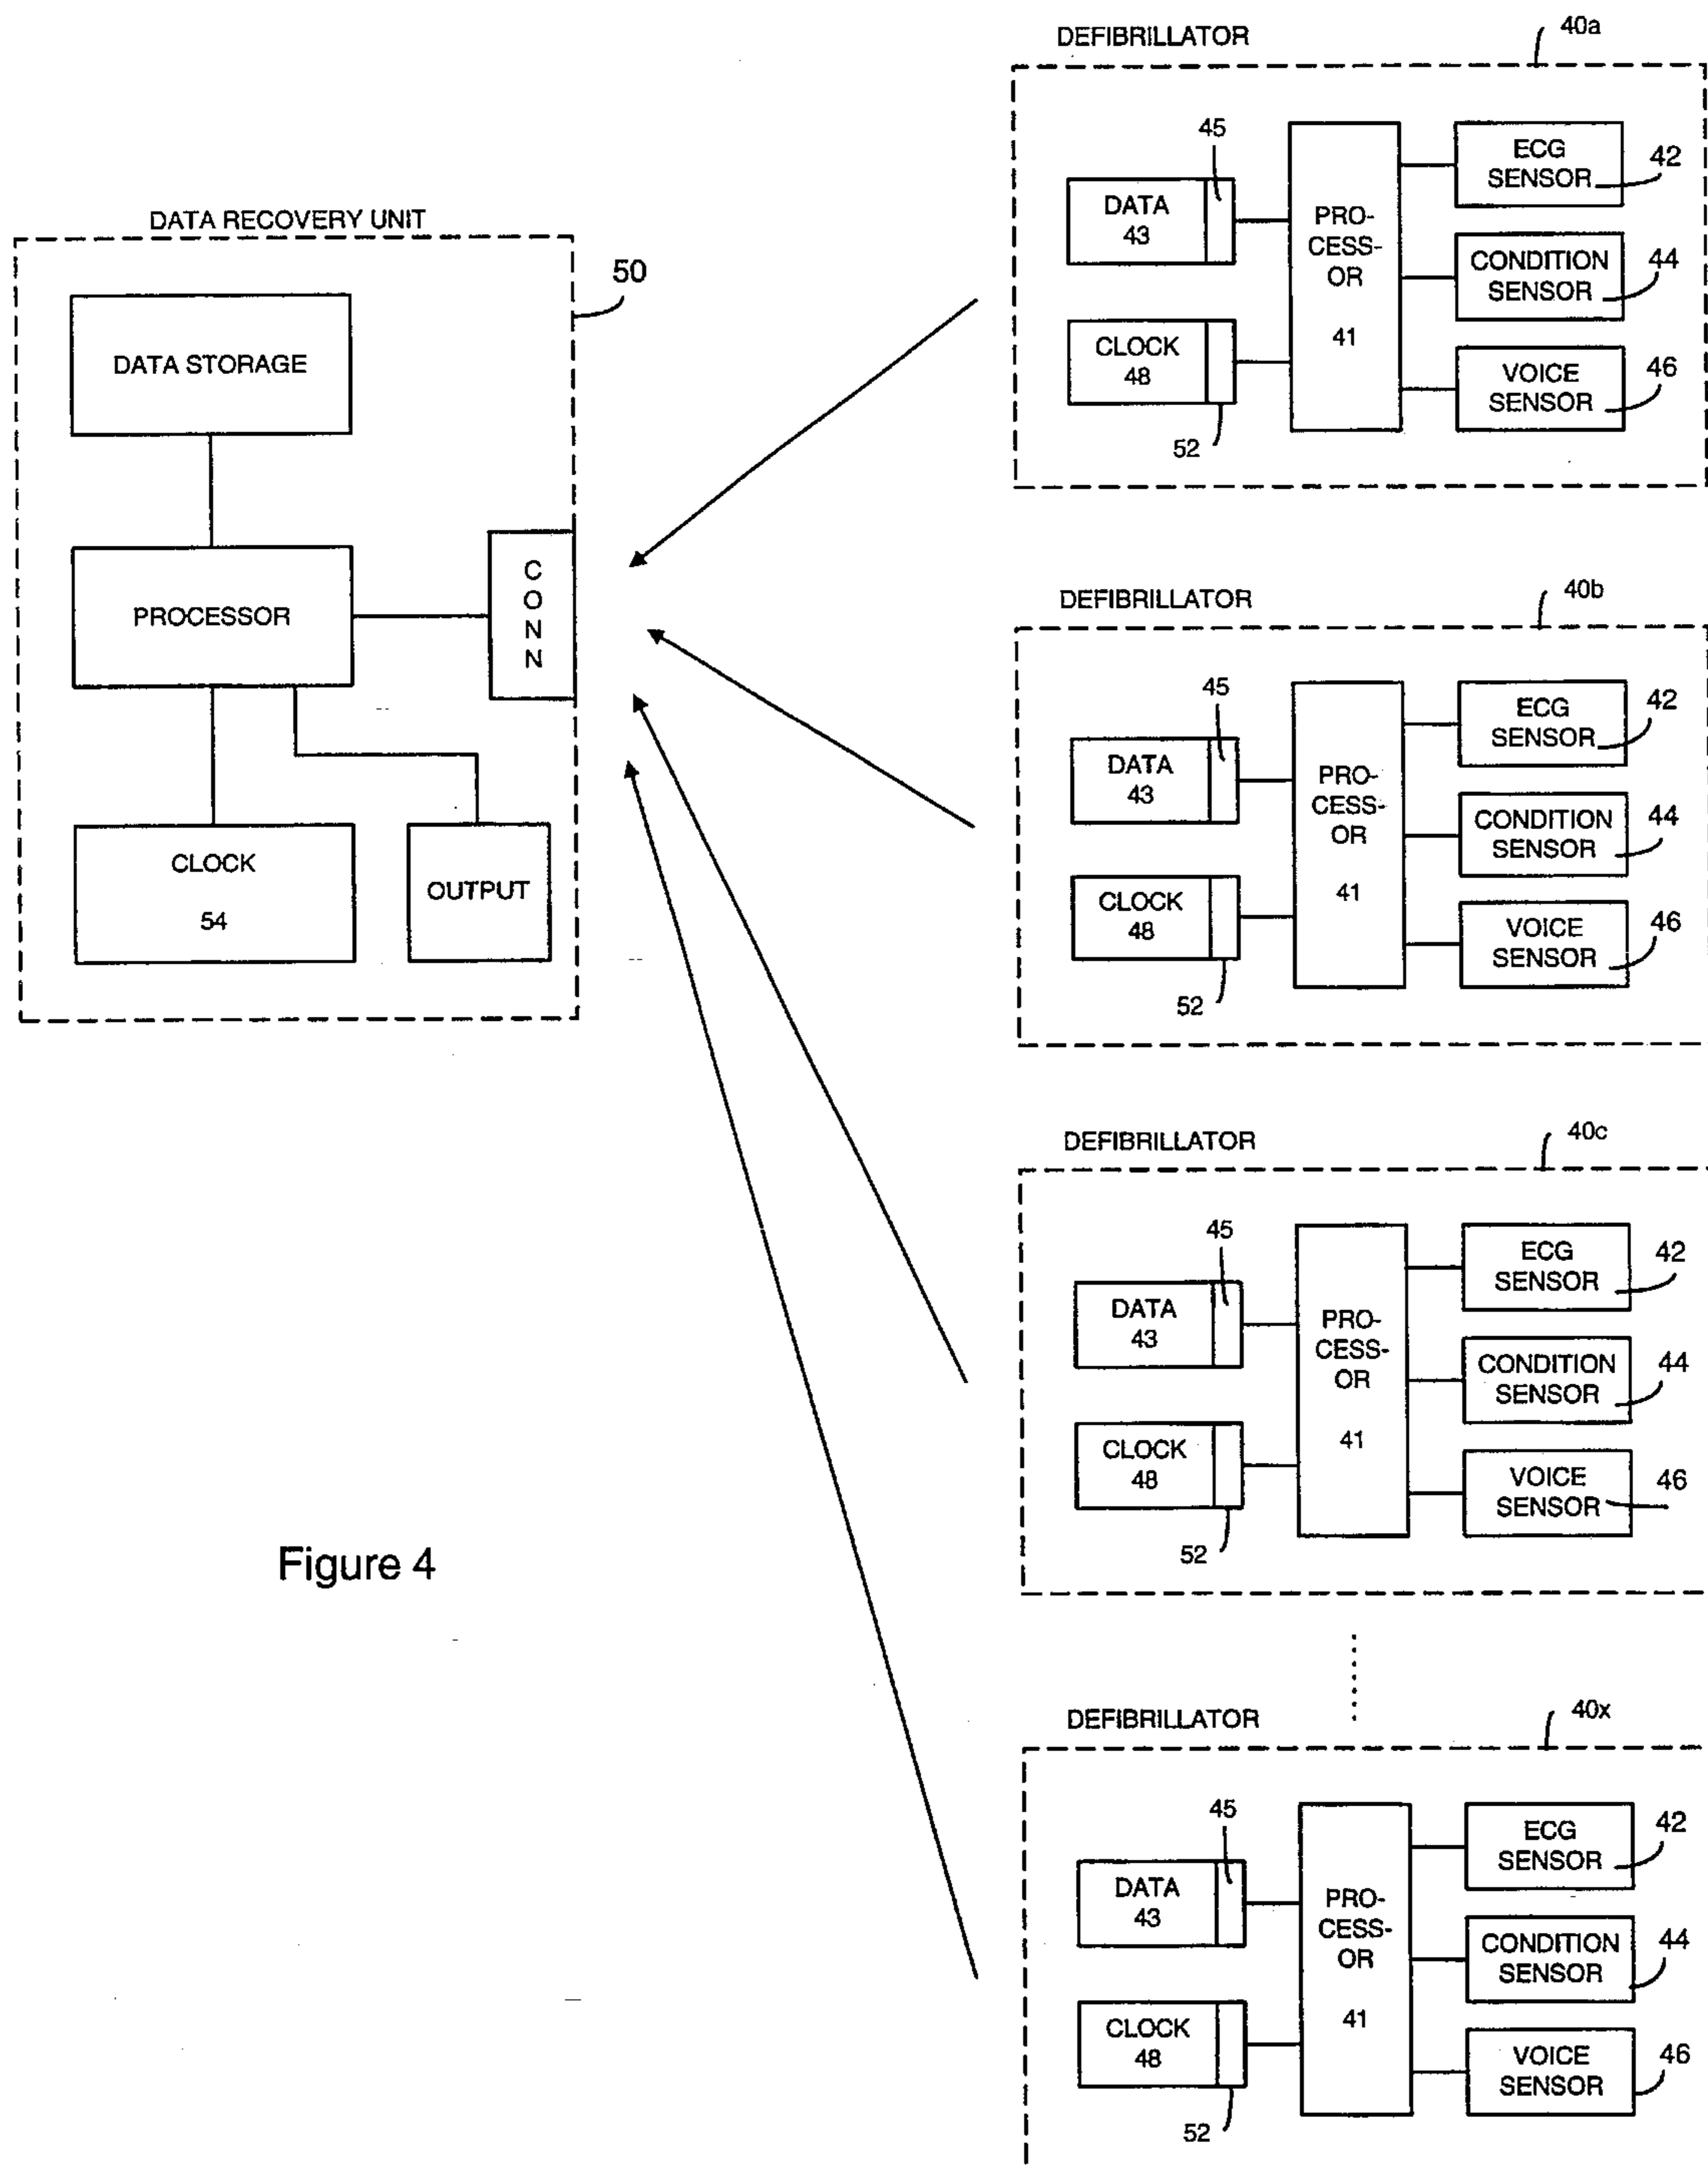 DATA RECOVERY UNIT
50
DATA STORAGE
PROCESSOR
C
O
N
N
CLOCK
54
OUTPUT
Figure 4
DEFIBRILLATOR
40a
45
DATA
43
CLOCK
48
52
PRO-
CESS-
OR
41
ECG
SENSOR
42
CONDITION
SENSOR
44
VOICE
SENSOR
46
DEFIBRILLATOR
40b
45
DATA
43
CLOCK
48
52
PRO-
CESS-
OR
41
ECG
SENSOR
42
CONDITION
SENSOR
44
VOICE
SENSOR
46
DEFIBRILLATOR
40c
45
DATA
43
CLOCK
48
52
PRO-
CESS-
OR
41
ECG
SENSOR
42
CONDITION
SENSOR
44
VOICE
SENSOR
46
DEFIBRILLATOR
40x
45
DATA
43
CLOCK
48
52
PRO-
CESS-
OR
41
ECG
SENSOR
42
CONDITION
SENSOR
44
VOICE
SENSOR
46